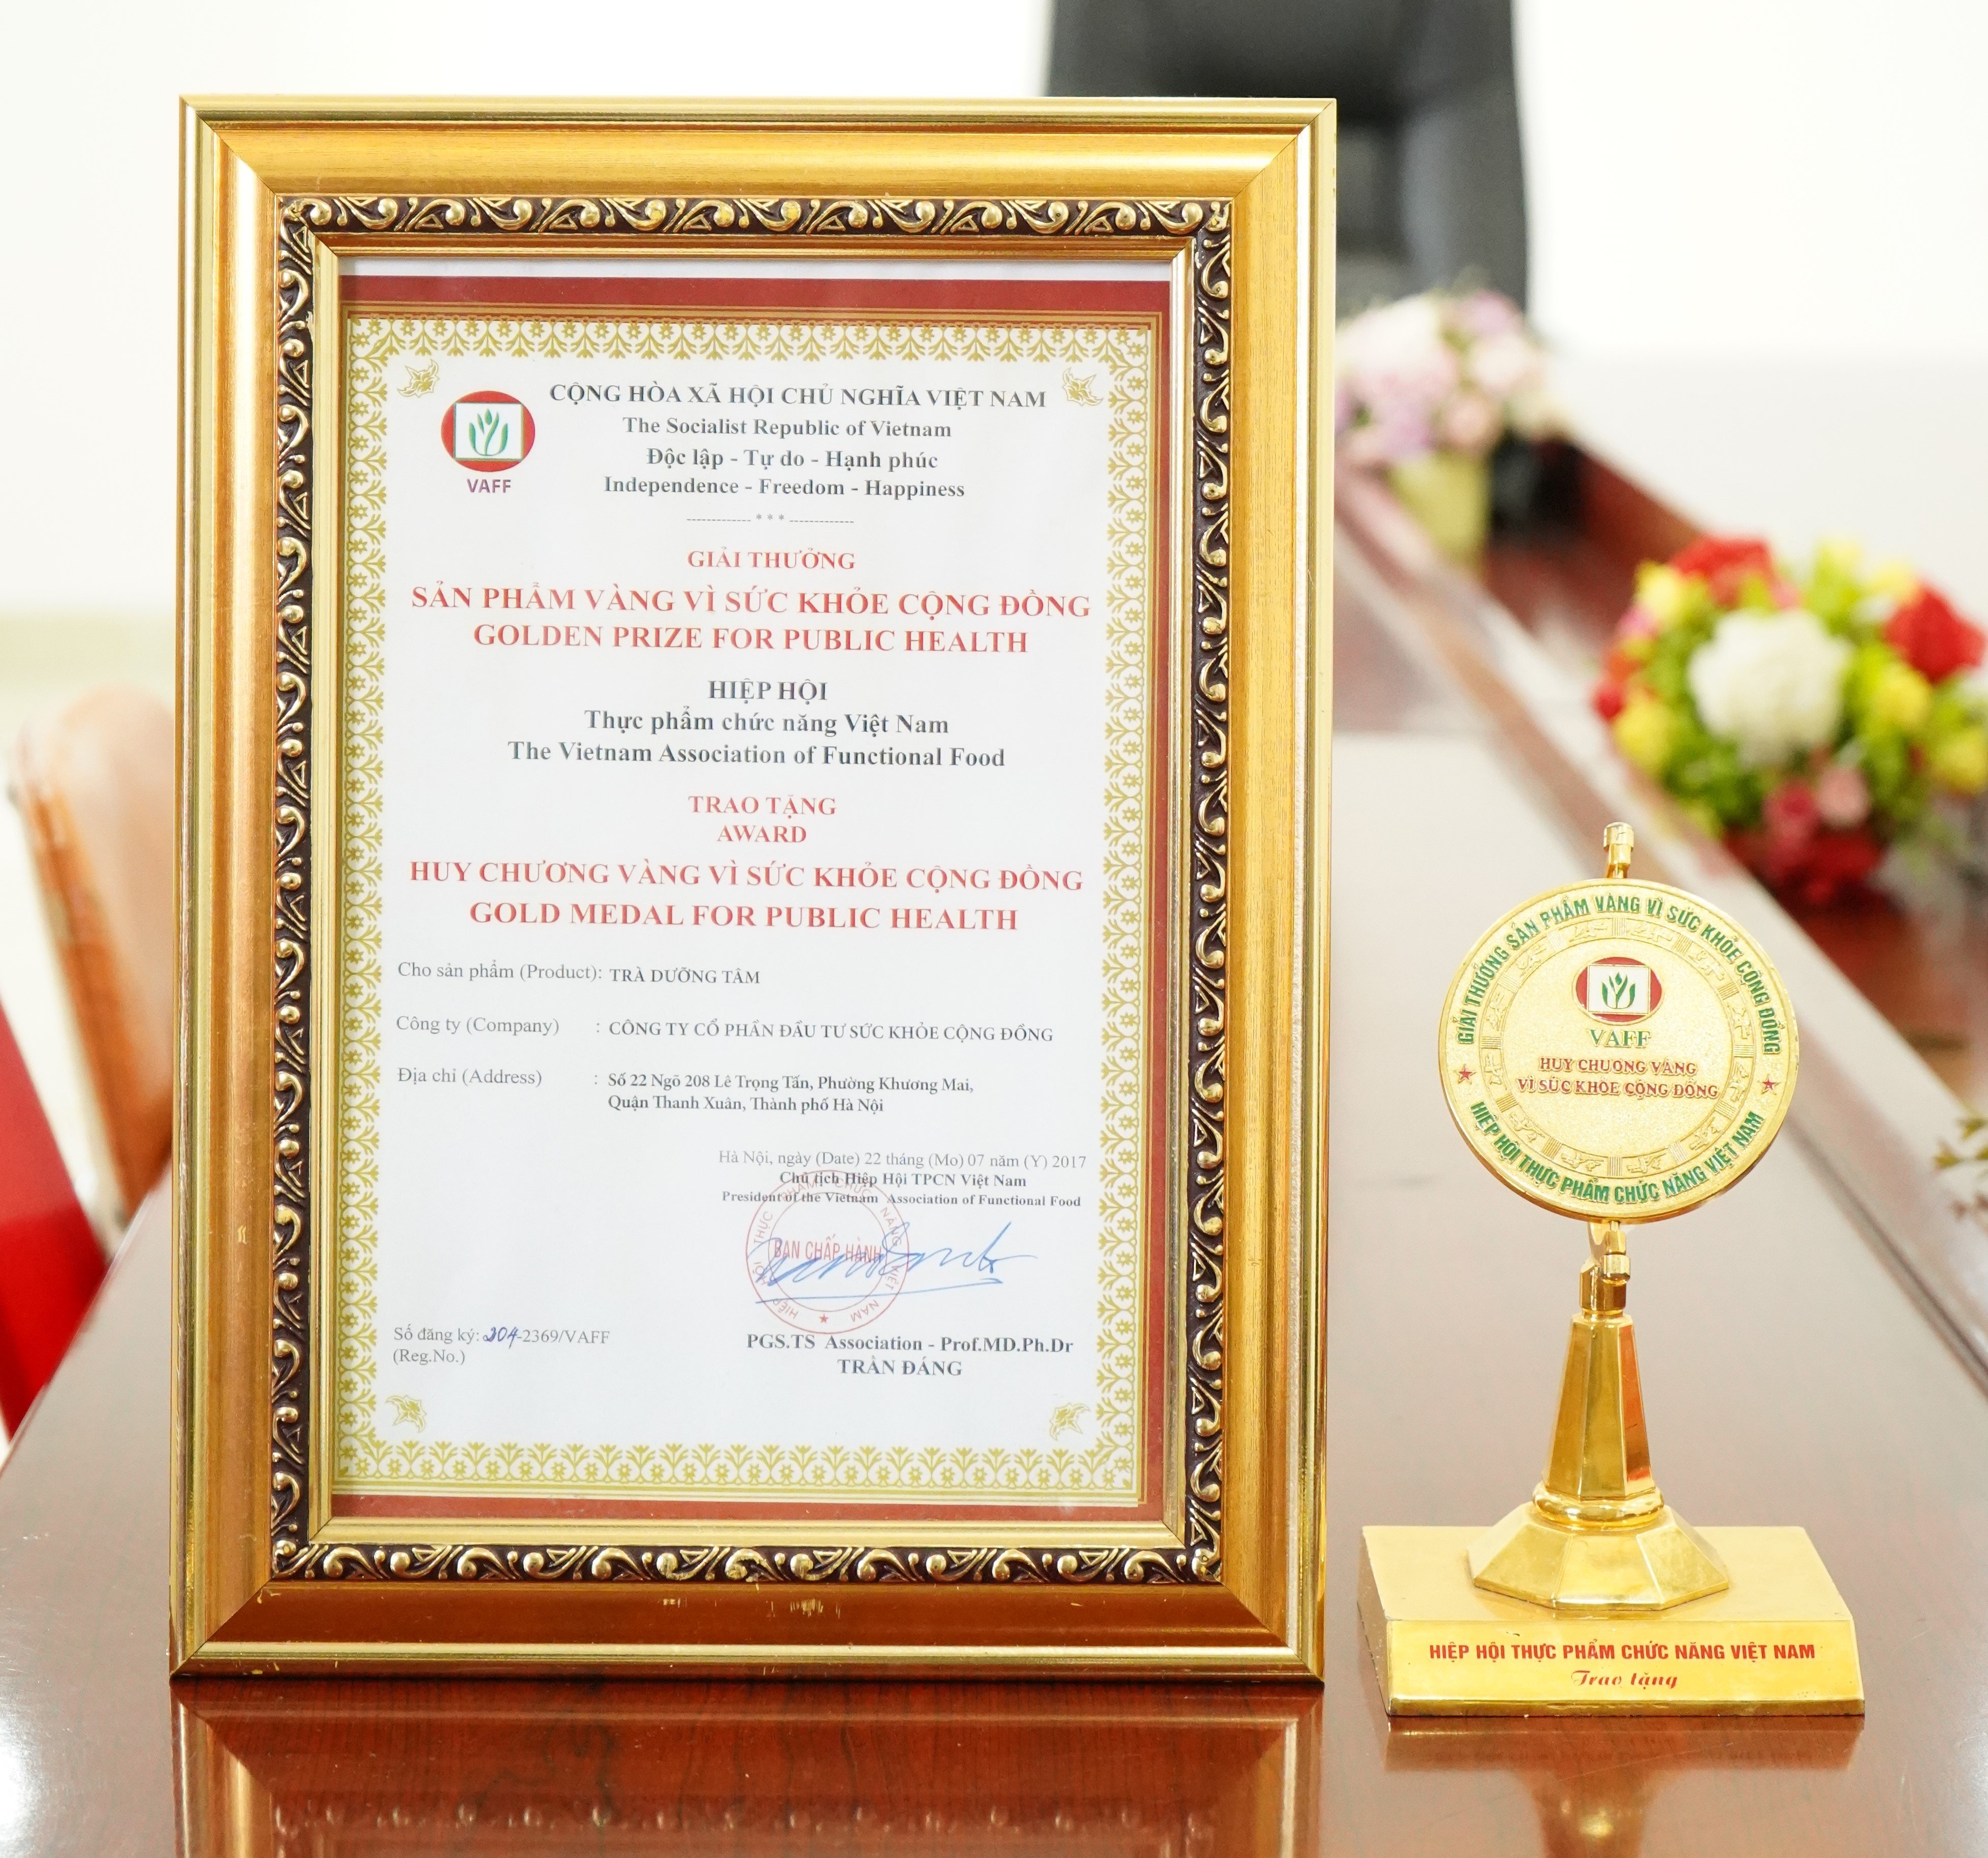 VAFF
CỘNG HÒA XÃ HỘI CHỦ NGHĨA VIỆT NAM
The Socialist Republic of Vietnam
Độc lập - Tự do - Hạnh phúc
Independence - Freedom - Happiness
------------- * * * -------------
GIẢI THƯỞNG
SẢN PHẨM VÀNG VÌ SỨC KHỎE CỘNG ĐỒNG
GOLDEN PRIZE FOR PUBLIC HEALTH
HIỆP HỘI
Thực phẩm chức năng Việt Nam
The Vietnam Association of Functional Food
TRAO TẶNG
AWARD
HUY CHƯƠNG VÀNG VÌ SỨC KHỎE CỘNG ĐỒNG
GOLD MEDAL FOR PUBLIC HEALTH
Cho sản phẩm (Product): TRÀ DƯỠNG TÂM
Công ty (Company) : CÔNG TY CỔ PHẦN ĐẦU TƯ SỨC KHỎE CỘNG ĐỒNG
Địa chỉ (Address) : Số 22 Ngõ 208 Lê Trọng Tấn, Phường Khương Mai,
Quận Thanh Xuân, Thành phố Hà Nội
Hà Nội, ngày (Date) 22 tháng (Mo) 07 năm (Y) 2017
Chủ tịch Hiệp Hội TPCN Việt Nam
President of the Vietnam Association of Functional Food
HIỆP HỘI THỰC PHẨM CHỨC NĂNG VIỆT NAM
BAN CHẤP HÀNH
Số đăng ký: 204-2369/VAFF
(Reg.No.)
PGS.TS Association - Prof.MD.Ph.Dr
TRẦN ĐÁNG
GIẢI THƯỞNG SẢN PHẨM VÀNG VÌ SỨC KHỎE CỘNG ĐỒNG
VAFF
HUY CHƯƠNG VÀNG
VÌ SỨC KHỎE CỘNG ĐỒNG
HIỆP HỘI THỰC PHẨM CHỨC NĂNG VIỆT NAM
HIỆP HỘI THỰC PHẨM CHỨC NĂNG VIỆT NAM
Trao tặng